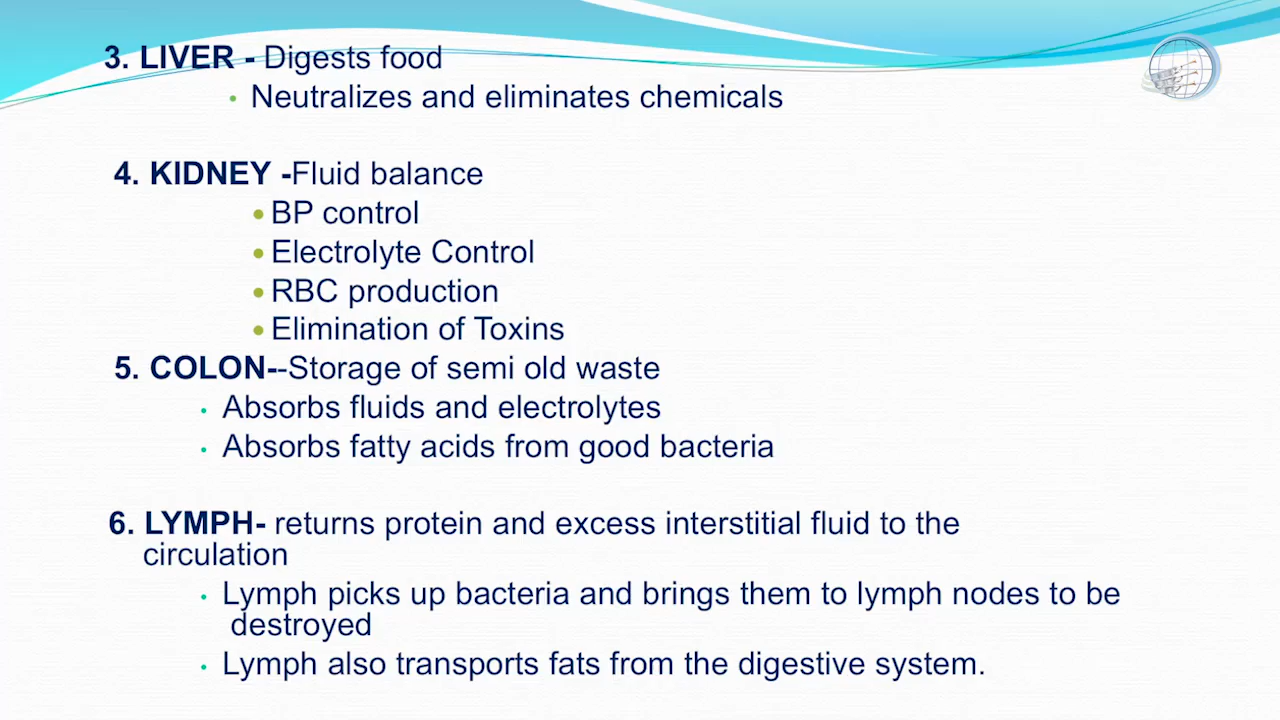 3. LIVER - Digests food
• Neutralizes and eliminates chemicals
4. KIDNEY -Fluid balance
• BP control
• Electrolyte Control
• RBC production
• Elimination of Toxins
5. COLON--Storage of semi old waste
• Absorbs fluids and electrolytes
• Absorbs fatty acids from good bacteria
6. LYMPH- returns protein and excess interstitial fluid to the
circulation
• Lymph picks up bacteria and brings them to lymph nodes to be
destroyed
• Lymph also transports fats from the digestive system.